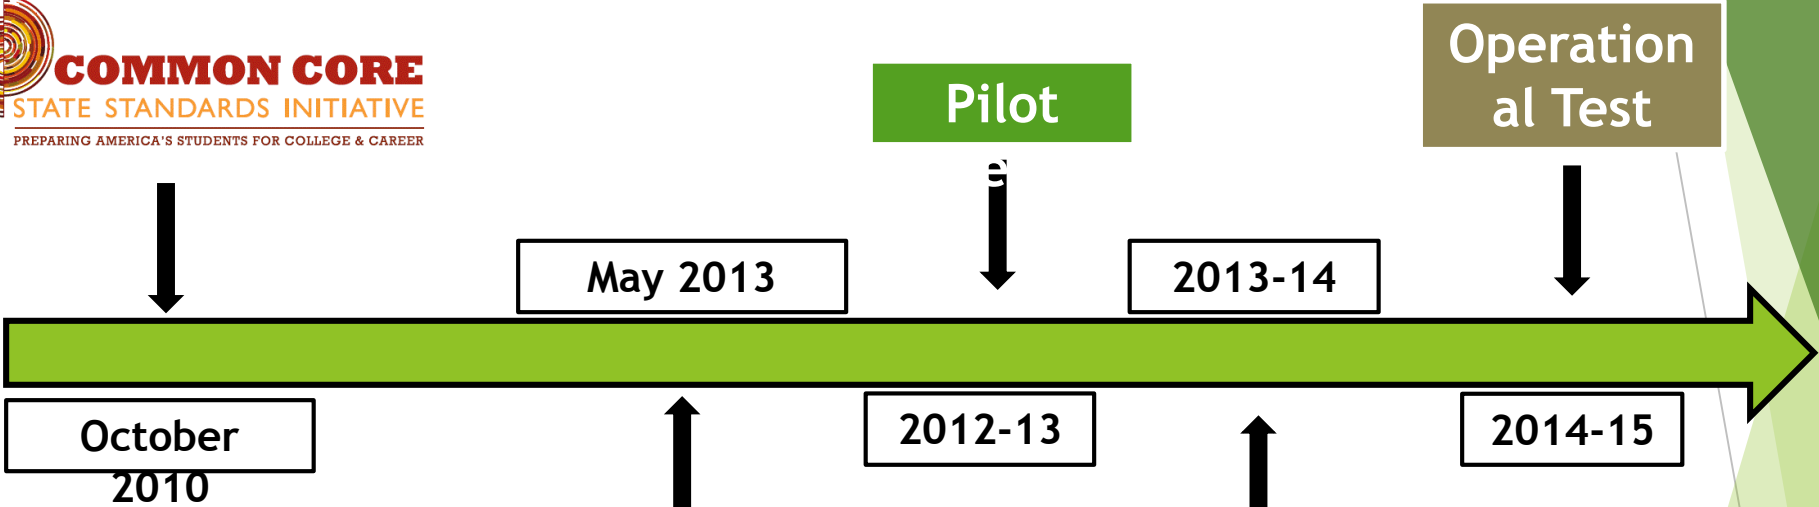 COMMON CORE
STATE STANDARDS INITIATIVE
PREPARING AMERICA'S STUDENTS FOR COLLEGE & CAREER
Pilot
Operation
al Test
May 2013
2013-14
October
2010
2012-13
2014-15